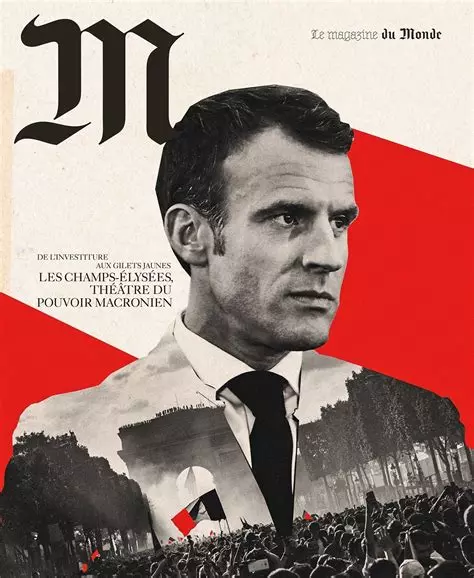 M
Le magazine du Monde
DE L'INVESTITURE
AUX GILETS JAUNES
LES CHAMPS-ÉLYSÉES,
THÉÂTRE DU
POUVOIR MACRONIEN